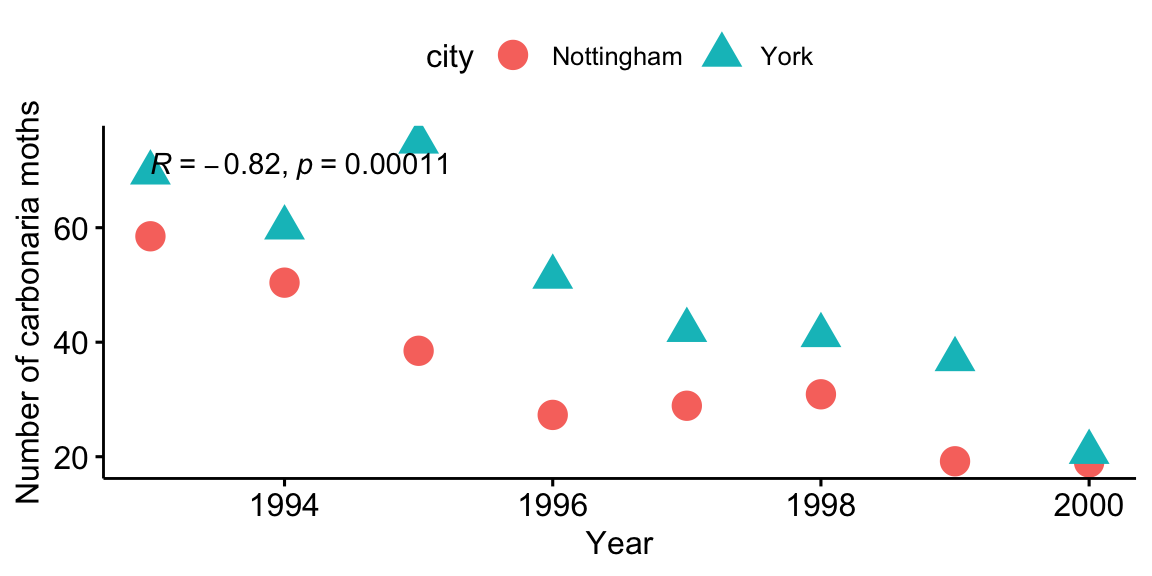 city Nottingham York
Number of carbonaria moths
R = −0.82, p = 0.00011
60
40
20
1994 1996 1998 2000
Year